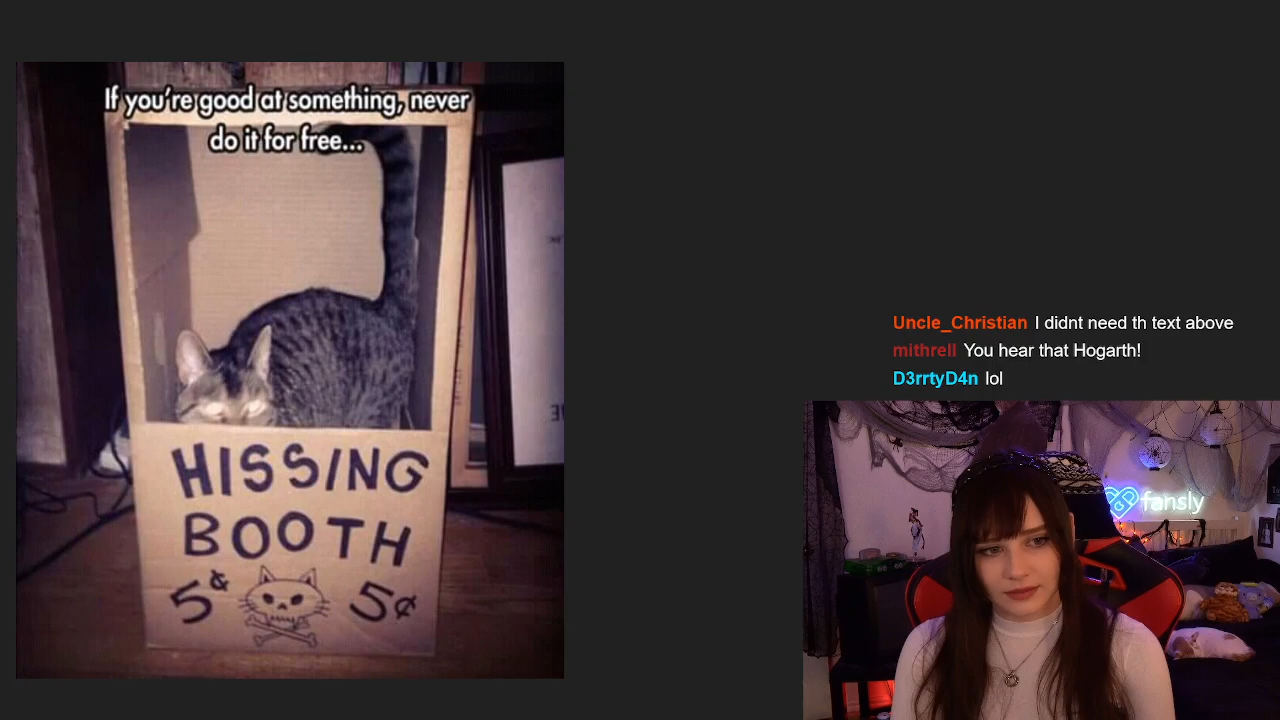 If you're good at something, never
do it for free...
HISSING
BOOTH
5¢ 5¢
Uncle_Christian I didnt need th text above
mithrell You hear that Hogarth!
D3rrtyD4n lol
fansly